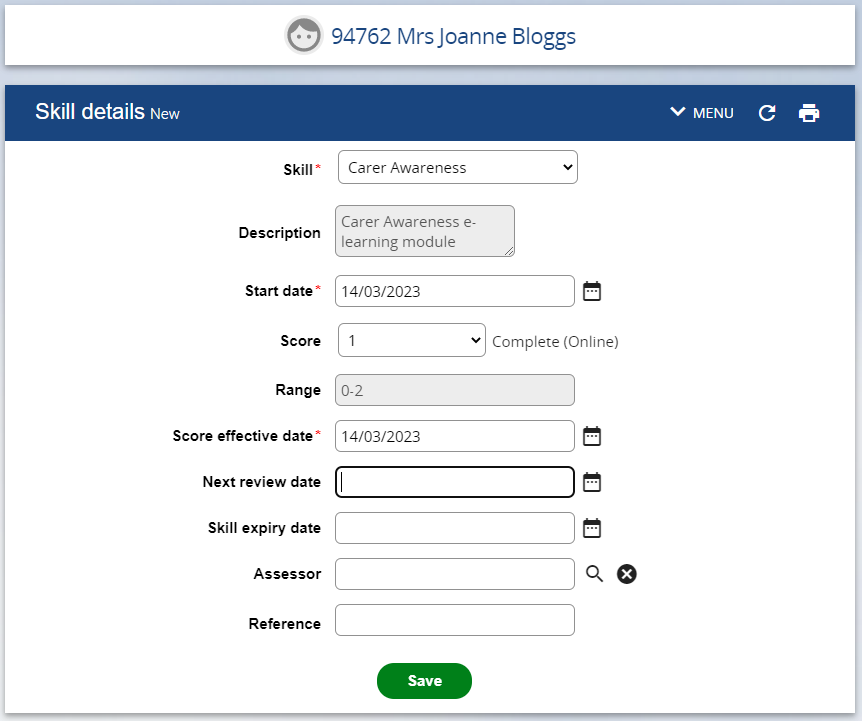 94762 Mrs Joanne Bloggs
Skill details New
MENU
Skill* Carer Awareness
Description Carer Awareness e-
learning module
Start date* 14/03/2023
Score 1 Complete (Online)
Range 0-2
Score effective date* 14/03/2023
Next review date
Skill expiry date
Assessor
Reference
Save